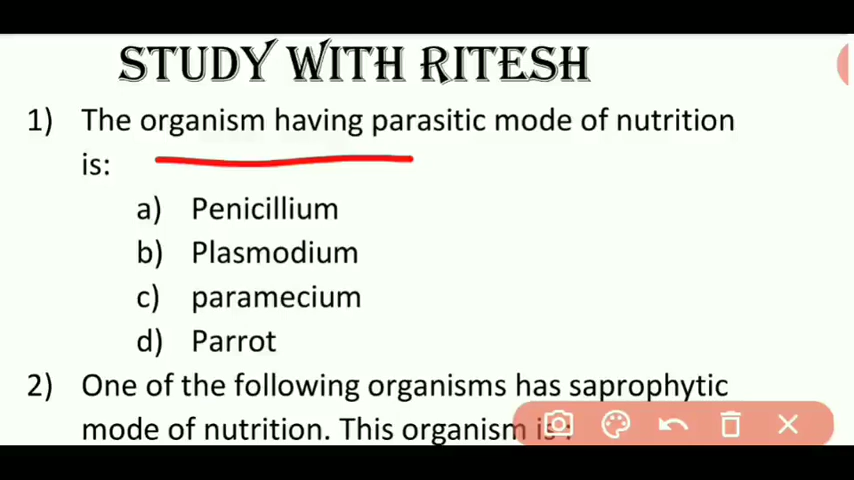 STUDY WITH RITESH
1) The organism having parasitic mode of nutrition
is:
a) Penicillium
b) Plasmodium
c) paramecium
d) Parrot
2) One of the following organisms has saprophytic
mode of nutrition. This organism is :